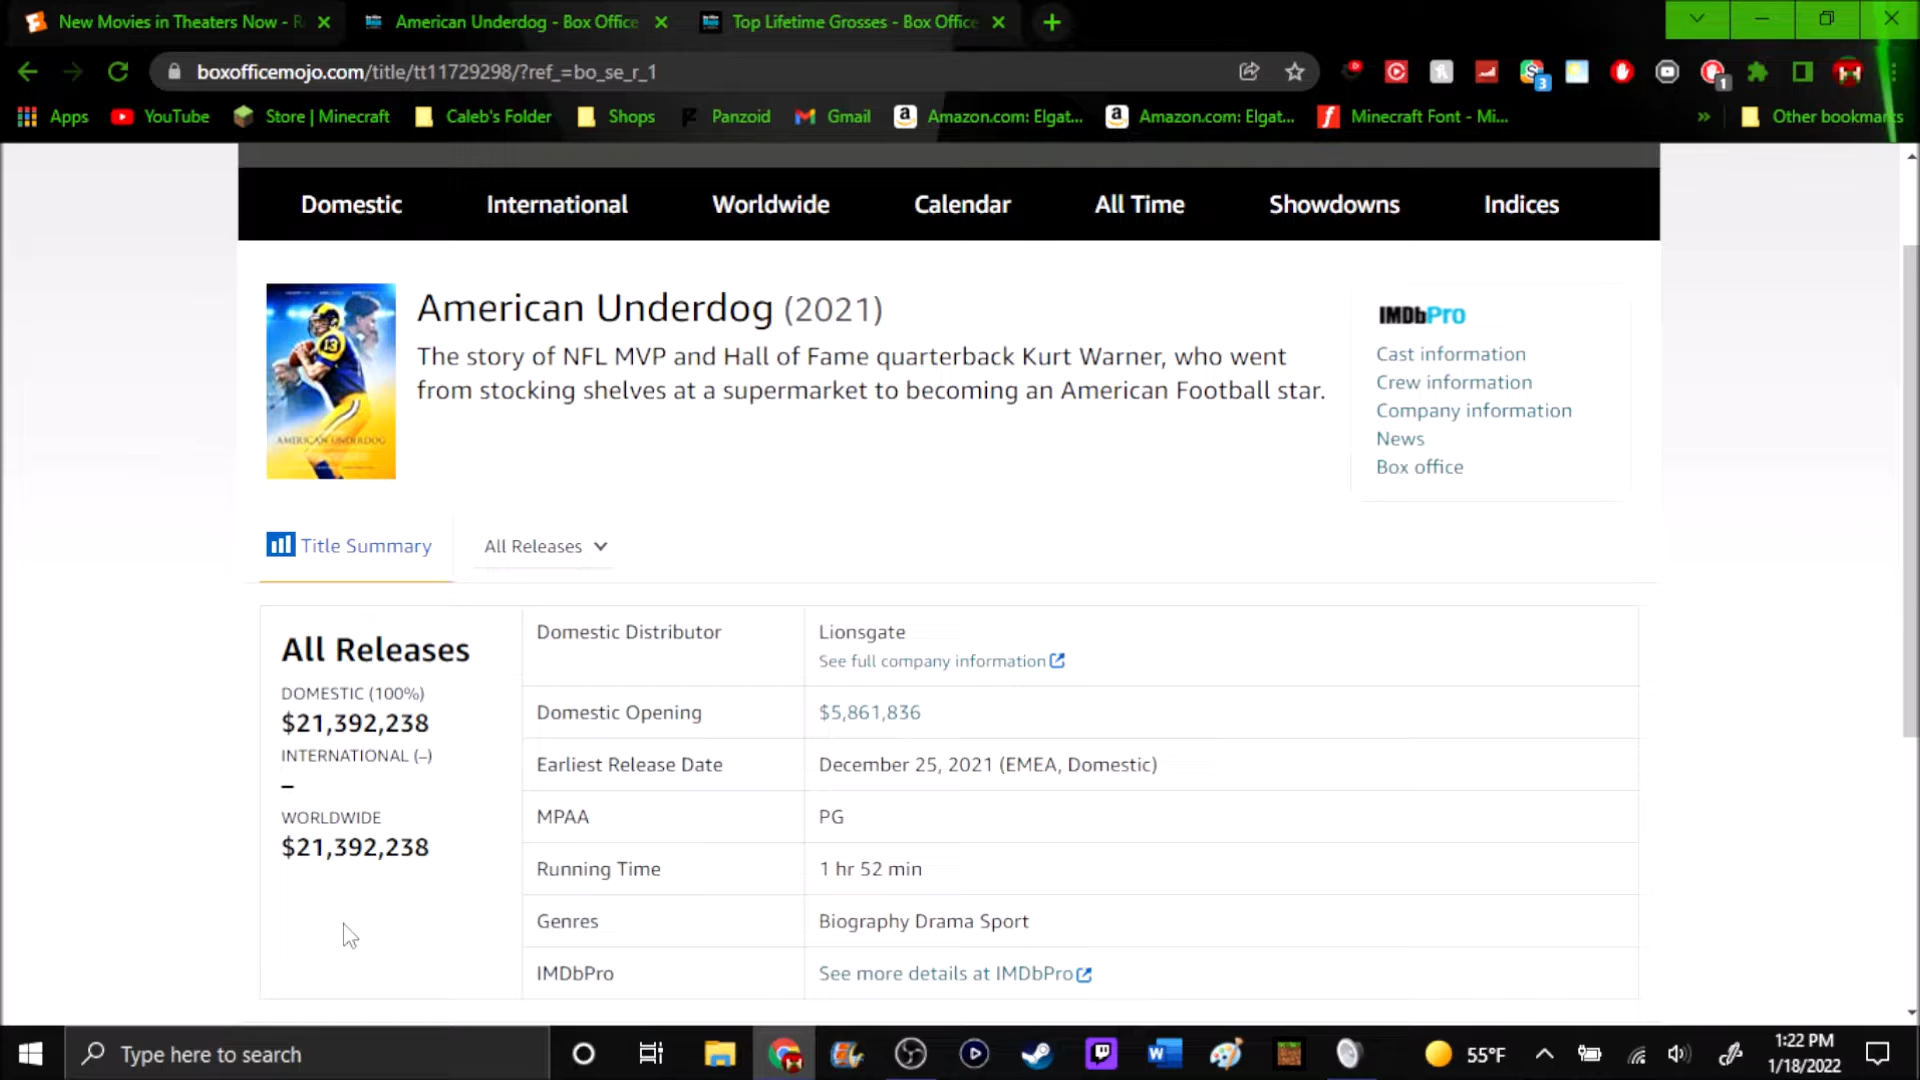 New Movies in Theaters Now - R
American Underdog - Box Office
Top Lifetime Grosses - Box Office
boxofficemojo.com/title/tt11729298/?ref_=bo_se_r_1
3
1
Apps
YouTube
Store | Minecraft
Caleb's Folder
Shops
Panzoid
Gmail
Amazon.com: Elgat...
Amazon.com: Elgat...
Minecraft Font - Mi...
Other bookmarks
Domestic
International
Worldwide
Calendar
All Time
Showdowns
Indices
13
AMERICAN UNDERDOG
American Underdog (2021)
The story of NFL MVP and Hall of Fame quarterback Kurt Warner, who went
from stocking shelves at a supermarket to becoming an American Football star.
IMDbPro
Cast information
Crew information
Company information
News
Box office
Title Summary
All Releases
All Releases
DOMESTIC (100%)
$21,392,238
INTERNATIONAL (–)
–
WORLDWIDE
$21,392,238
Domestic Distributor
Lionsgate
See full company information
Domestic Opening
$5,861,836
Earliest Release Date
December 25, 2021 (EMEA, Domestic)
MPAA
PG
Running Time
1 hr 52 min
Genres
Biography Drama Sport
IMDbPro
See more details at IMDbPro
Type here to search
55°F
1:22 PM
1/18/2022